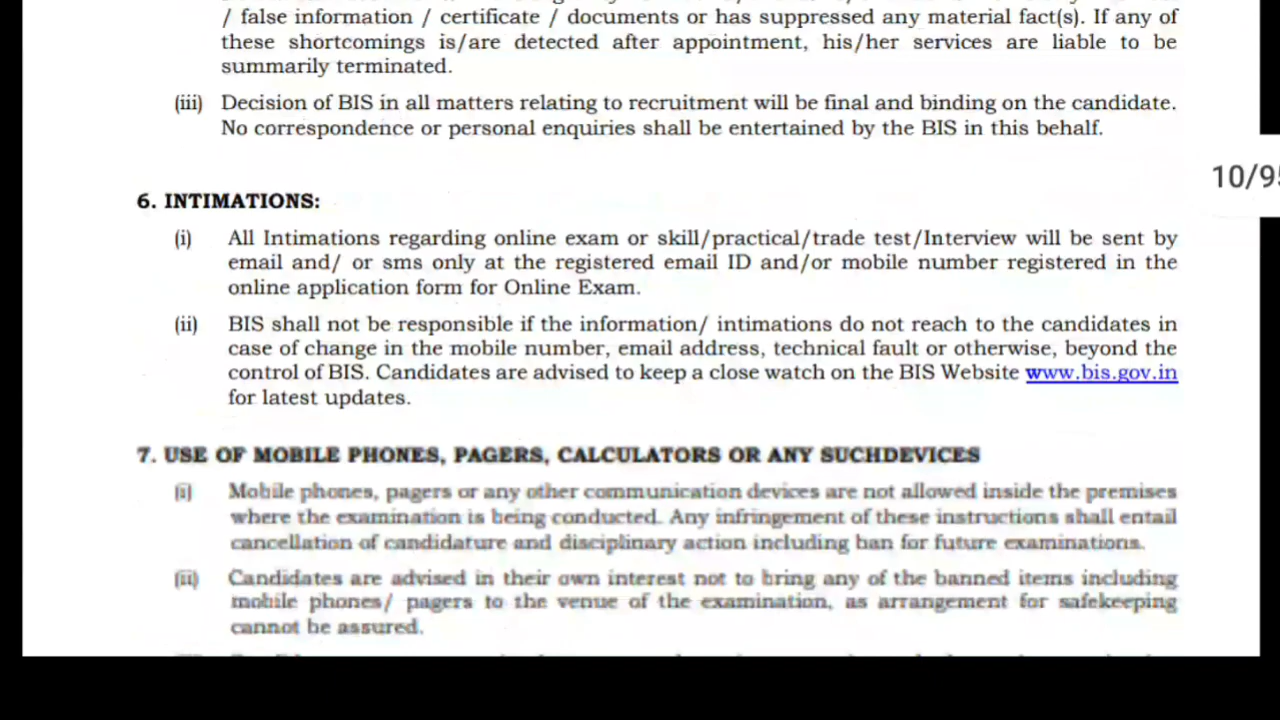 / false information / certificate / documents or has suppressed any material fact(s). If any of
these shortcomings is/are detected after appointment, his/her services are liable to be
summarily terminated.
(iii) Decision of BIS in all matters relating to recruitment will be final and binding on the candidate.
No correspondence or personal enquiries shall be entertained by the BIS in this behalf.
10/95
6. INTIMATIONS:
(i) All Intimations regarding online exam or skill/practical/trade test/Interview will be sent by
email and/ or sms only at the registered email ID and/or mobile number registered in the
online application form for Online Exam.
(ii) BIS shall not be responsible if the information/ intimations do not reach to the candidates in
case of change in the mobile number, email address, technical fault or otherwise, beyond the
control of BIS. Candidates are advised to keep a close watch on the BIS Website www.bis.gov.in
for latest updates.
7. USE OF MOBILE PHONES, PAGERS, CALCULATORS OR ANY SUCHDEVICES
(i) Mobile phones, pagers or any other communication devices are not allowed inside the premises
where the examination is being conducted. Any infringement of these instructions shall entail
cancellation of candidature and disciplinary action including ban for future examinations.
(ii) Candidates are advised in their own interest not to bring any of the banned items including
mobile phones/ pagers to the venue of the examination, as arrangement for safekeeping
cannot be assured.